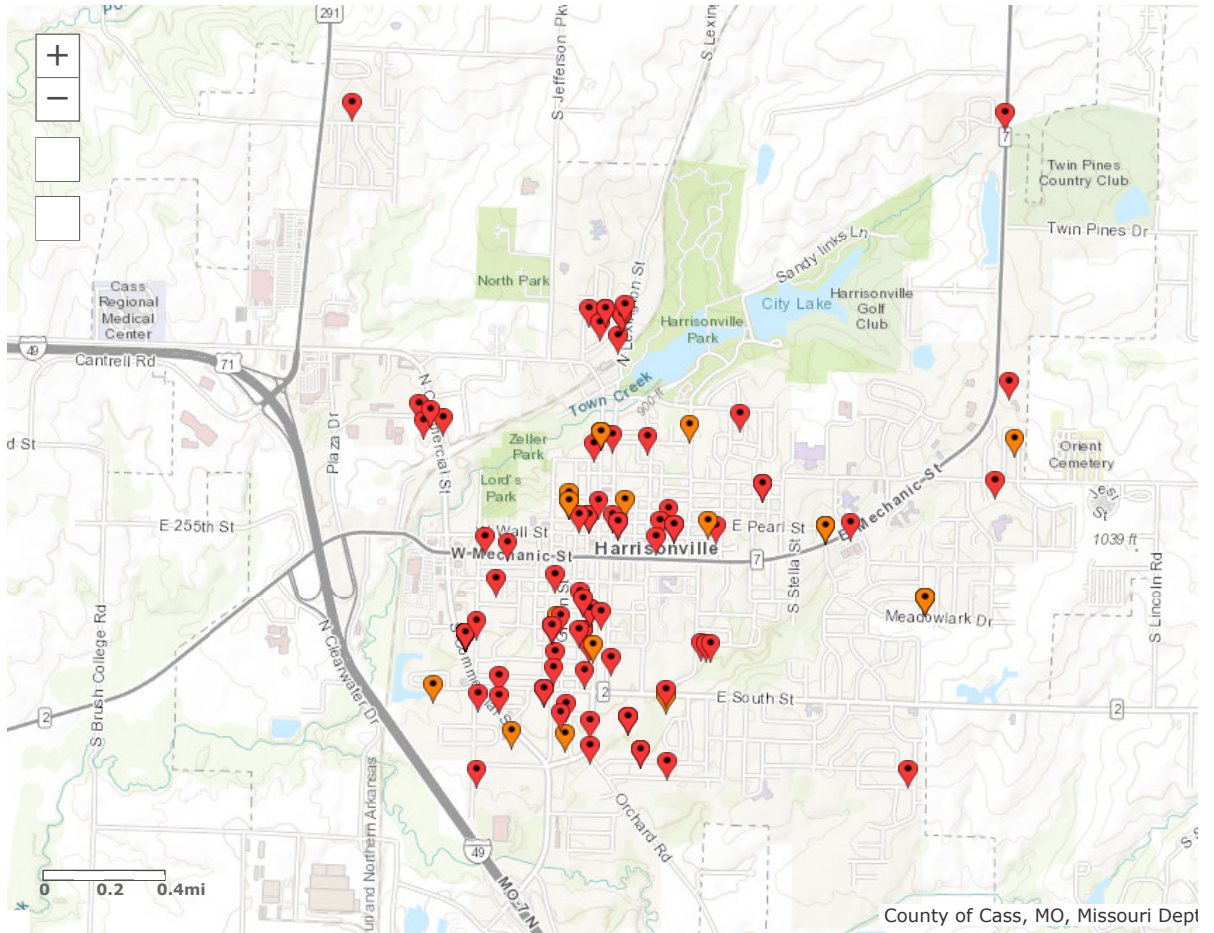 291
S Jefferson Pkwy
S Lexing
+
−
7
Twin Pines
Country Club
Twin Pines Dr
Sandy links Ln
North Park
N Lexington St
City Lake
Harrisonville
Golf
Club
Cass
Regional
Medical
Center
Harrisonville
Park
49
Cantrell Rd
71
Town Creek
900 ft
N Commercial St
Plaza Dr
d St
Zeller
Park
Orient
Cemetery
Lord's
Park
E Mechanic St
E 255th St
W Wall St
E Pearl St
W Mechanic St
Harrisonville
7
1039 ft
S Stella St
S Lincoln Rd
Meadowlark Dr
S Brush College Rd
N Clearwater Dr
S Commercial S
2
E South St
2
2
Orchard Rd
un and Northern Arkansas
49
MO-7 N
0 0.2 0.4mi
County of Cass, MO, Missouri Dept